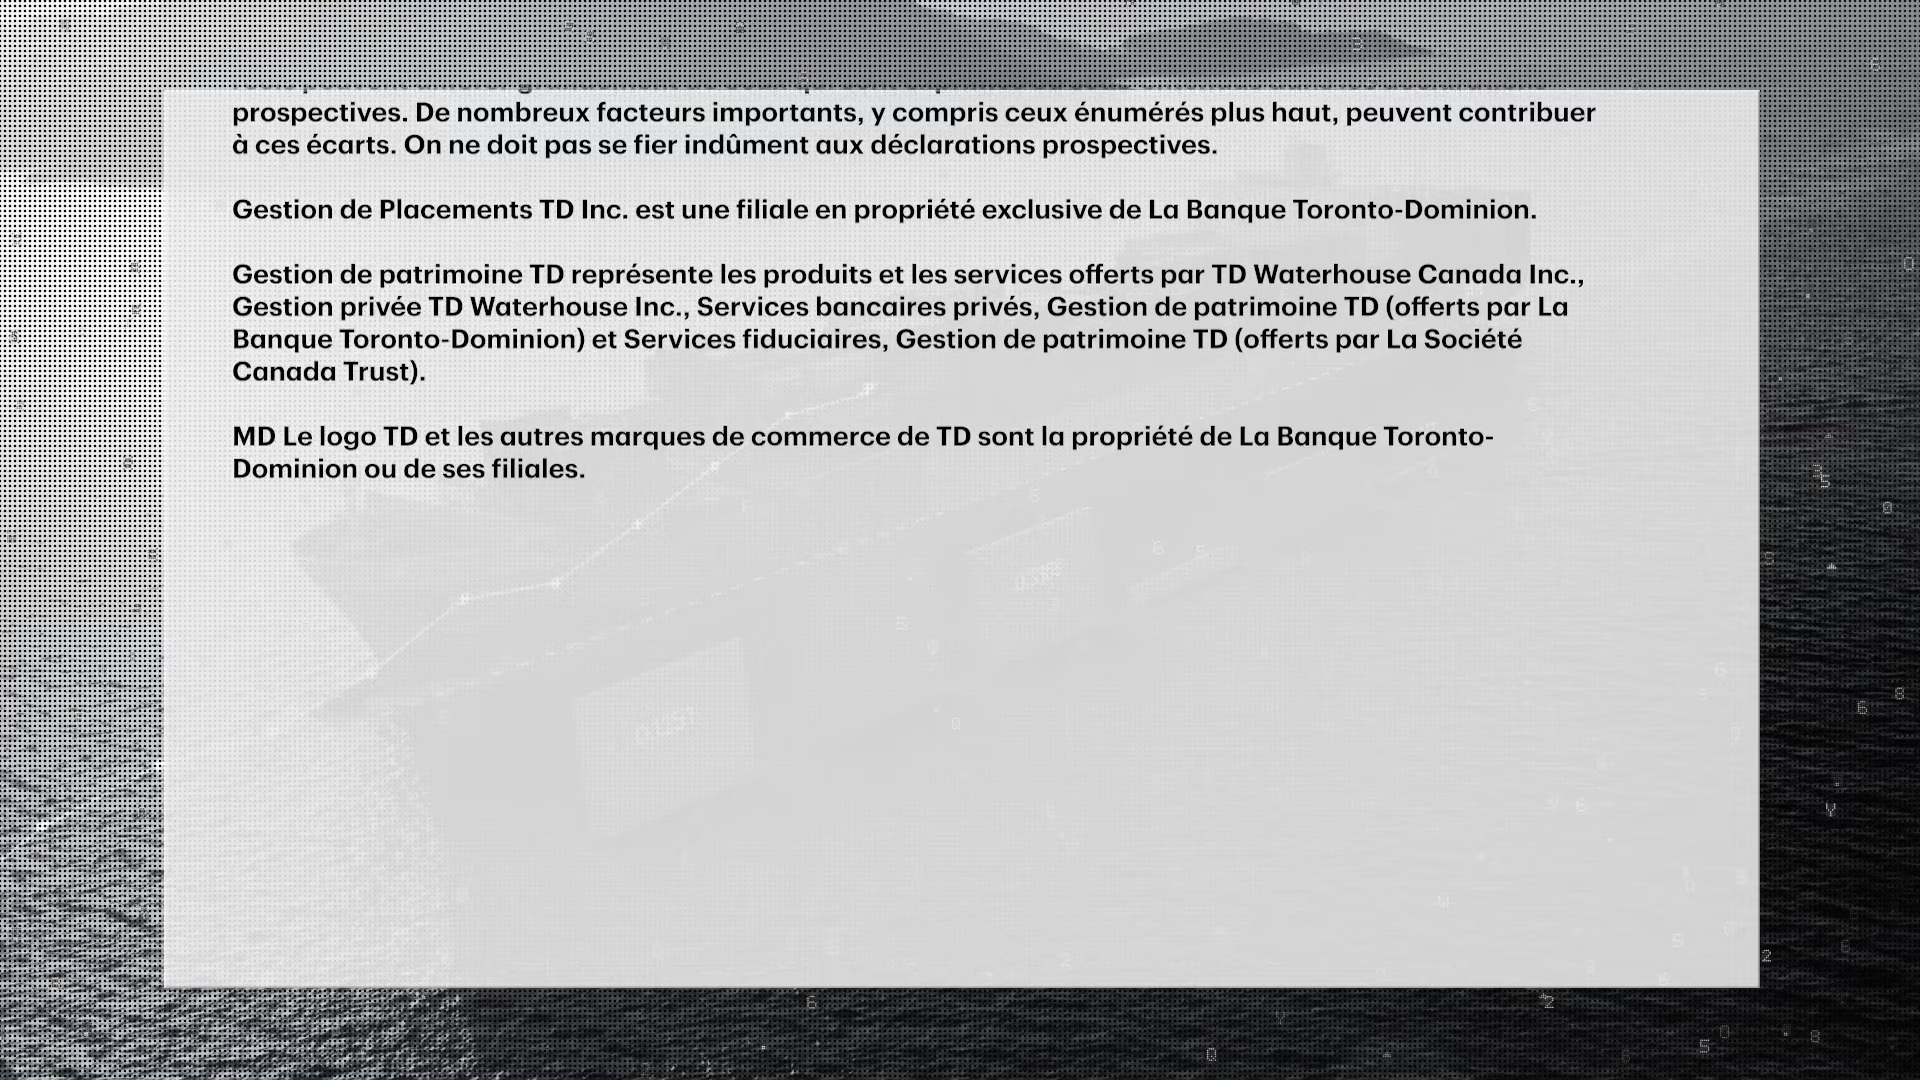 prospectives. De nombreux facteurs importants, y compris ceux énumérés plus haut, peuvent contribuer
à ces écarts. On ne doit pas se fier indûment aux déclarations prospectives.
Gestion de Placements TD Inc. est une filiale en propriété exclusive de La Banque Toronto-Dominion.
Gestion de patrimoine TD représente les produits et les services offerts par TD Waterhouse Canada Inc.,
Gestion privée TD Waterhouse Inc., Services bancaires privés, Gestion de patrimoine TD (offerts par La
Banque Toronto-Dominion) et Services fiduciaires, Gestion de patrimoine TD (offerts par La Société
Canada Trust).
MD Le logo TD et les autres marques de commerce de TD sont la propriété de La Banque Toronto-
Dominion ou de ses filiales.